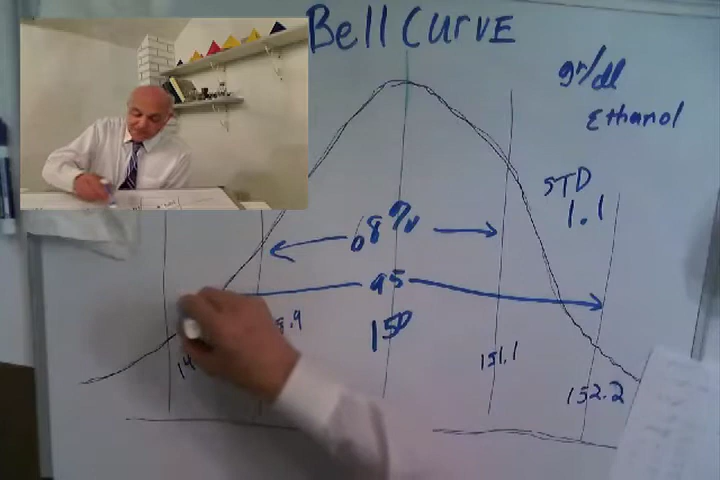 Bell Curve
gr/dl
Ethanol
STD
1.1
68%
95
150
151.1
152.2